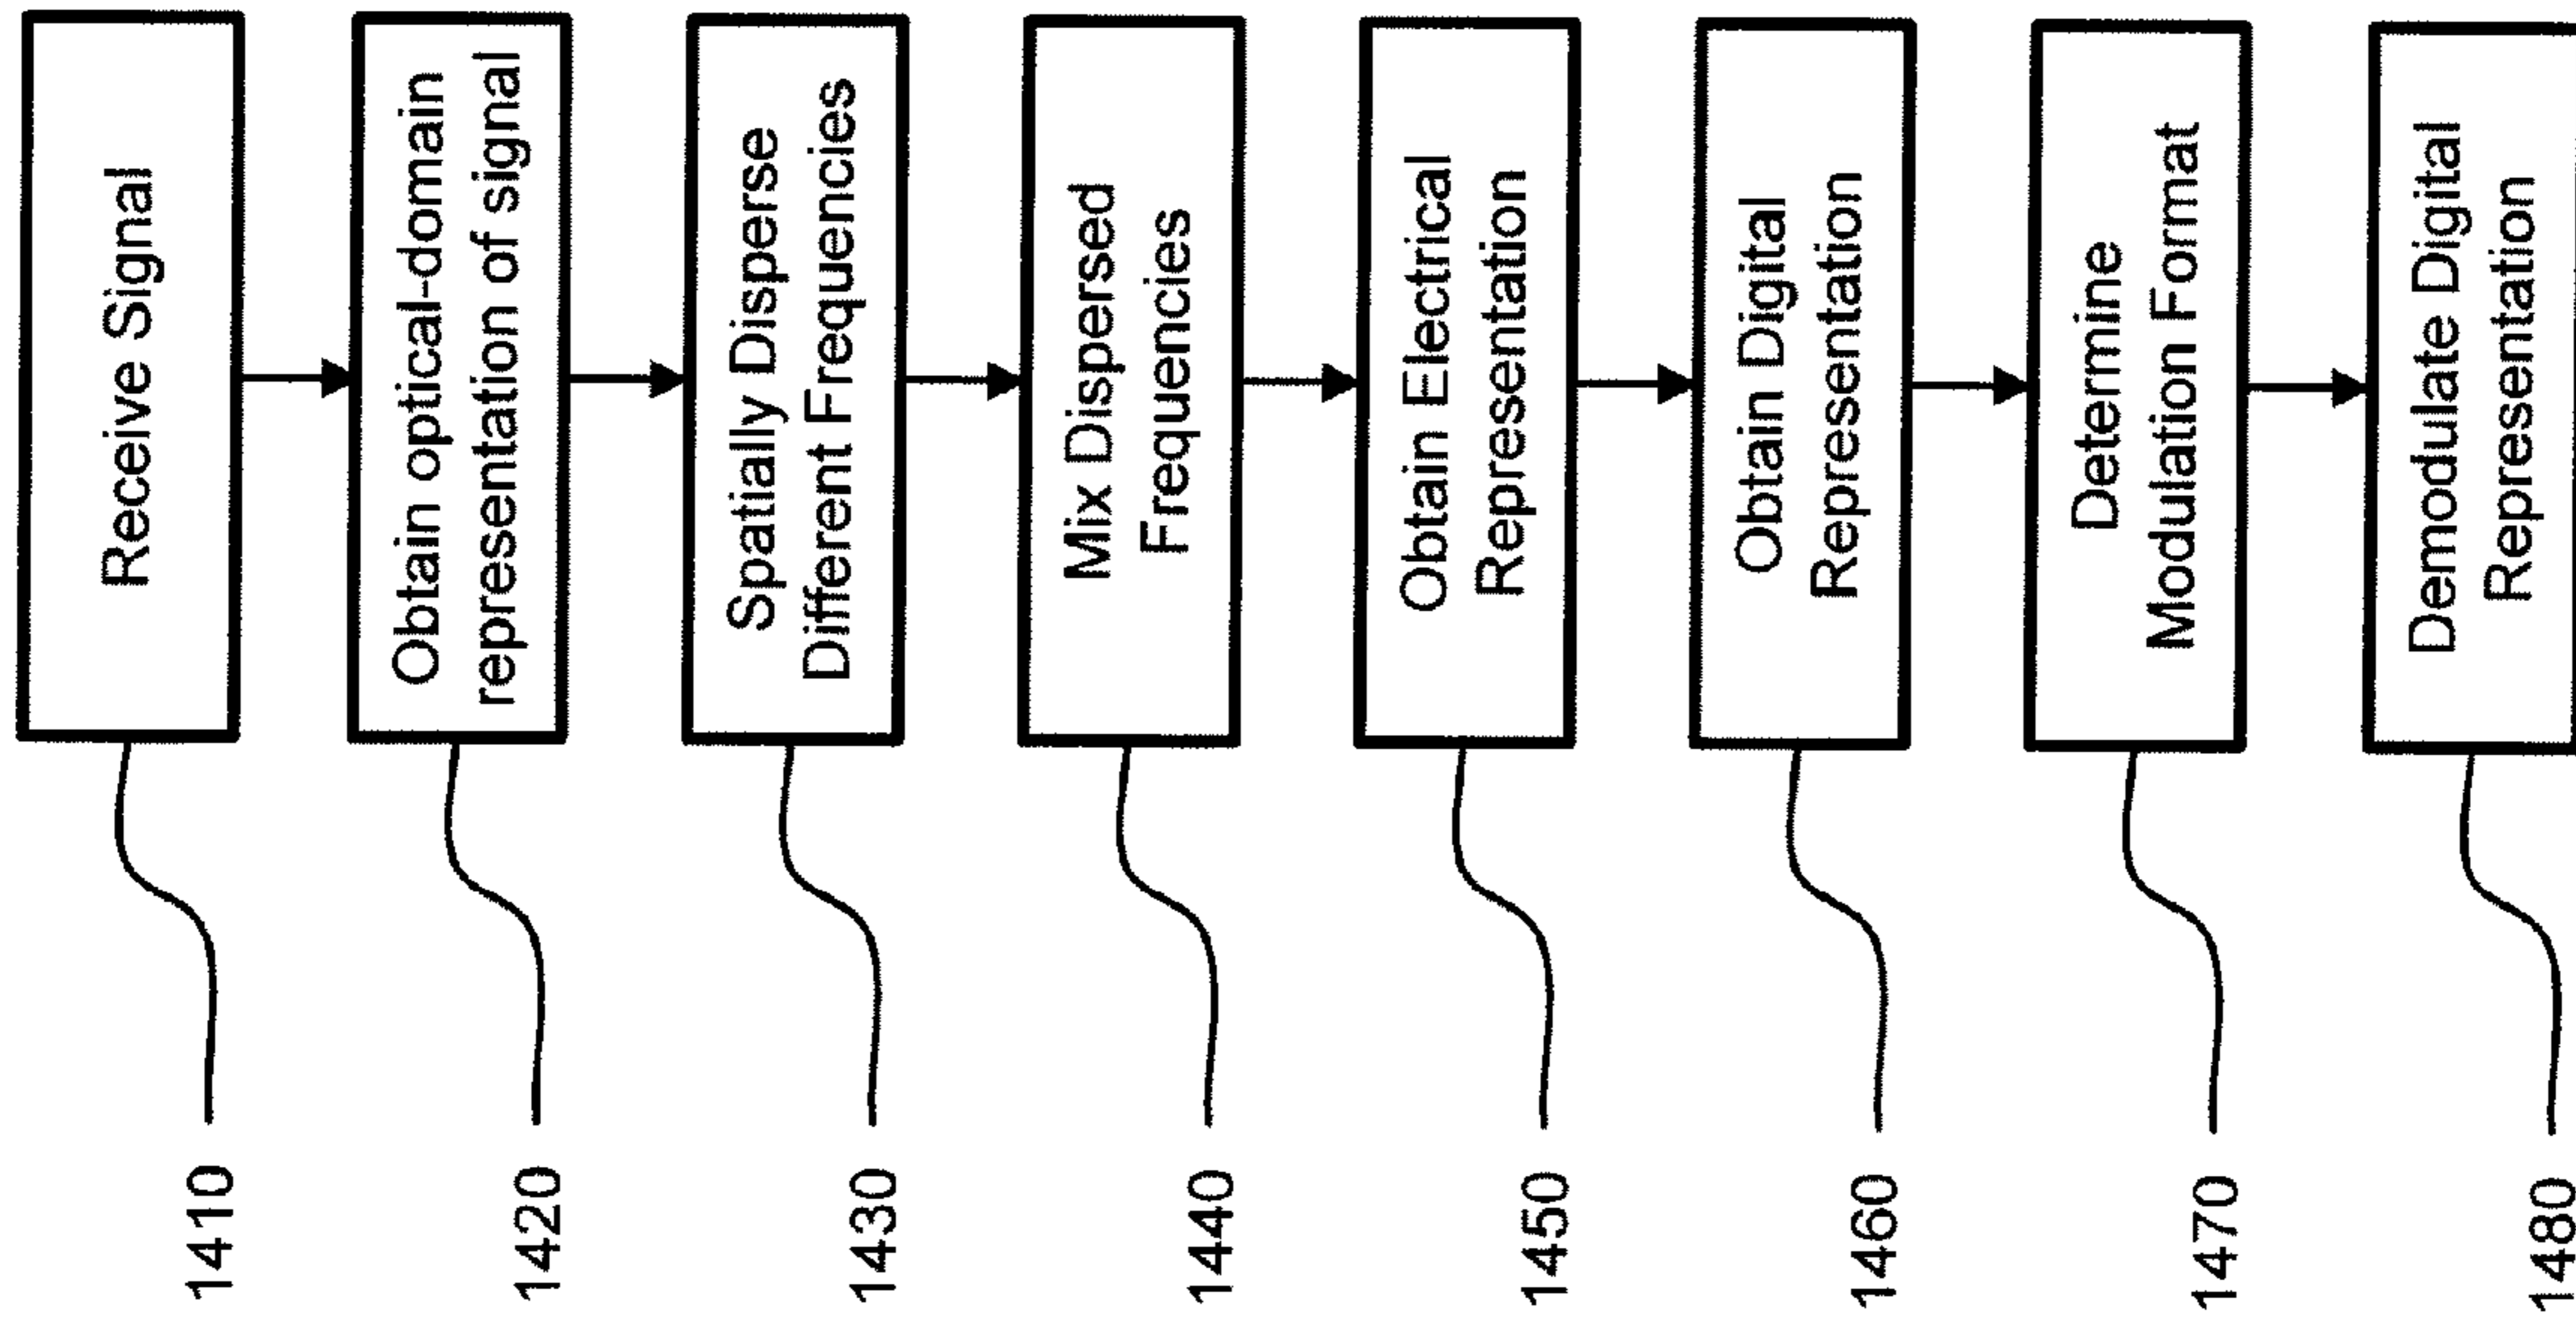 1410
Receive Signal
1420
Obtain optical-domain
representation of signal
1430
Spatially Disperse
Different Frequencies
1440
Mix Dispersed
Frequencies
1450
Obtain Electrical
Representation
1460
Obtain Digital
Representation
1470
Determine
Modulation Format
1480
Demodulate Digital
Representation